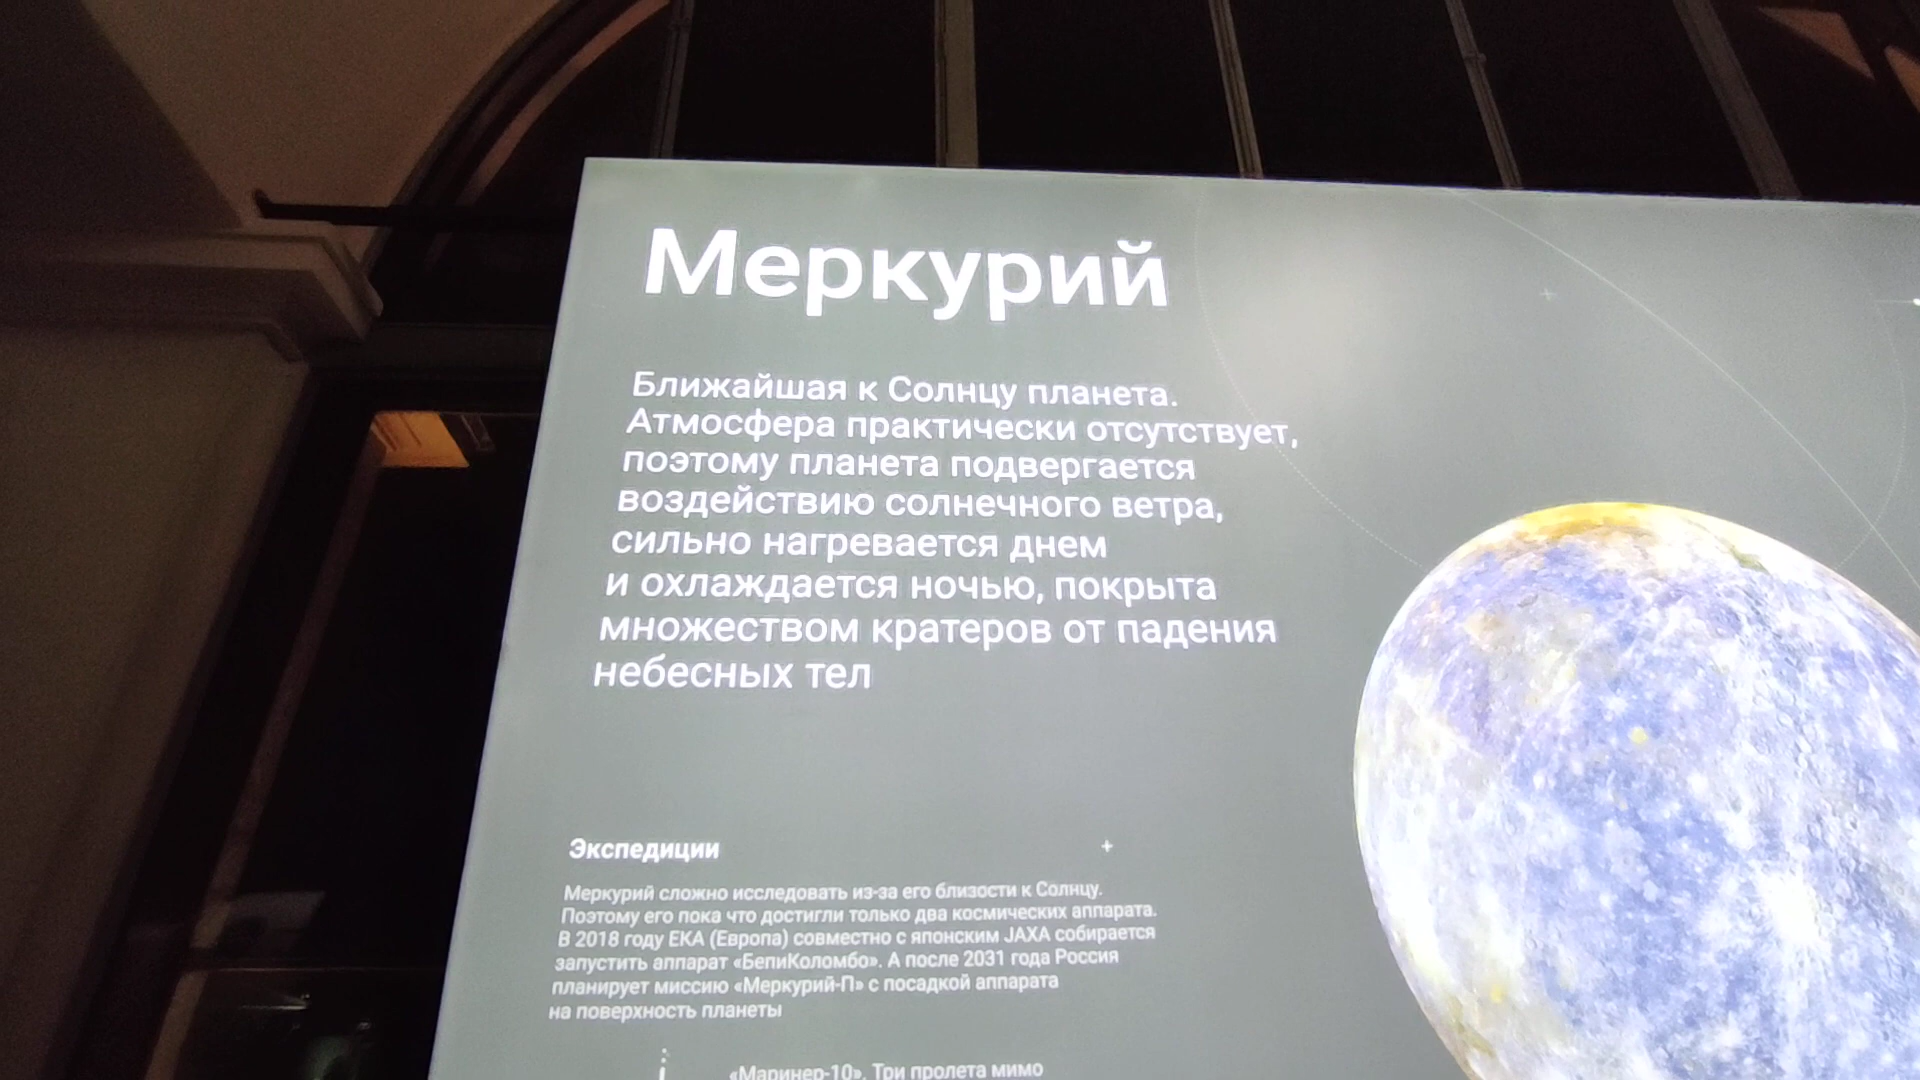 Меркурий
Ближайшая к Солнцу планета.
Атмосфера практически отсутствует,
поэтому планета подвергается
воздействию солнечного ветра,
сильно нагревается днем
и охлаждается ночью, покрыта
множеством кратеров от падения
небесных тел
Экспедиции
Меркурий сложно исследовать из-за его близости к Солнцу.
Поэтому его пока что достигли только два космических аппарата.
В 2018 году ЕКА (Европа) совместно с японским JAXA собирается
запустить аппарат «БепиКоломбо». А после 2031 года Россия
планирует миссию «Меркурий-П» с посадкой аппарата
на поверхность планеты
«Маринер-10». Три пролета мимо